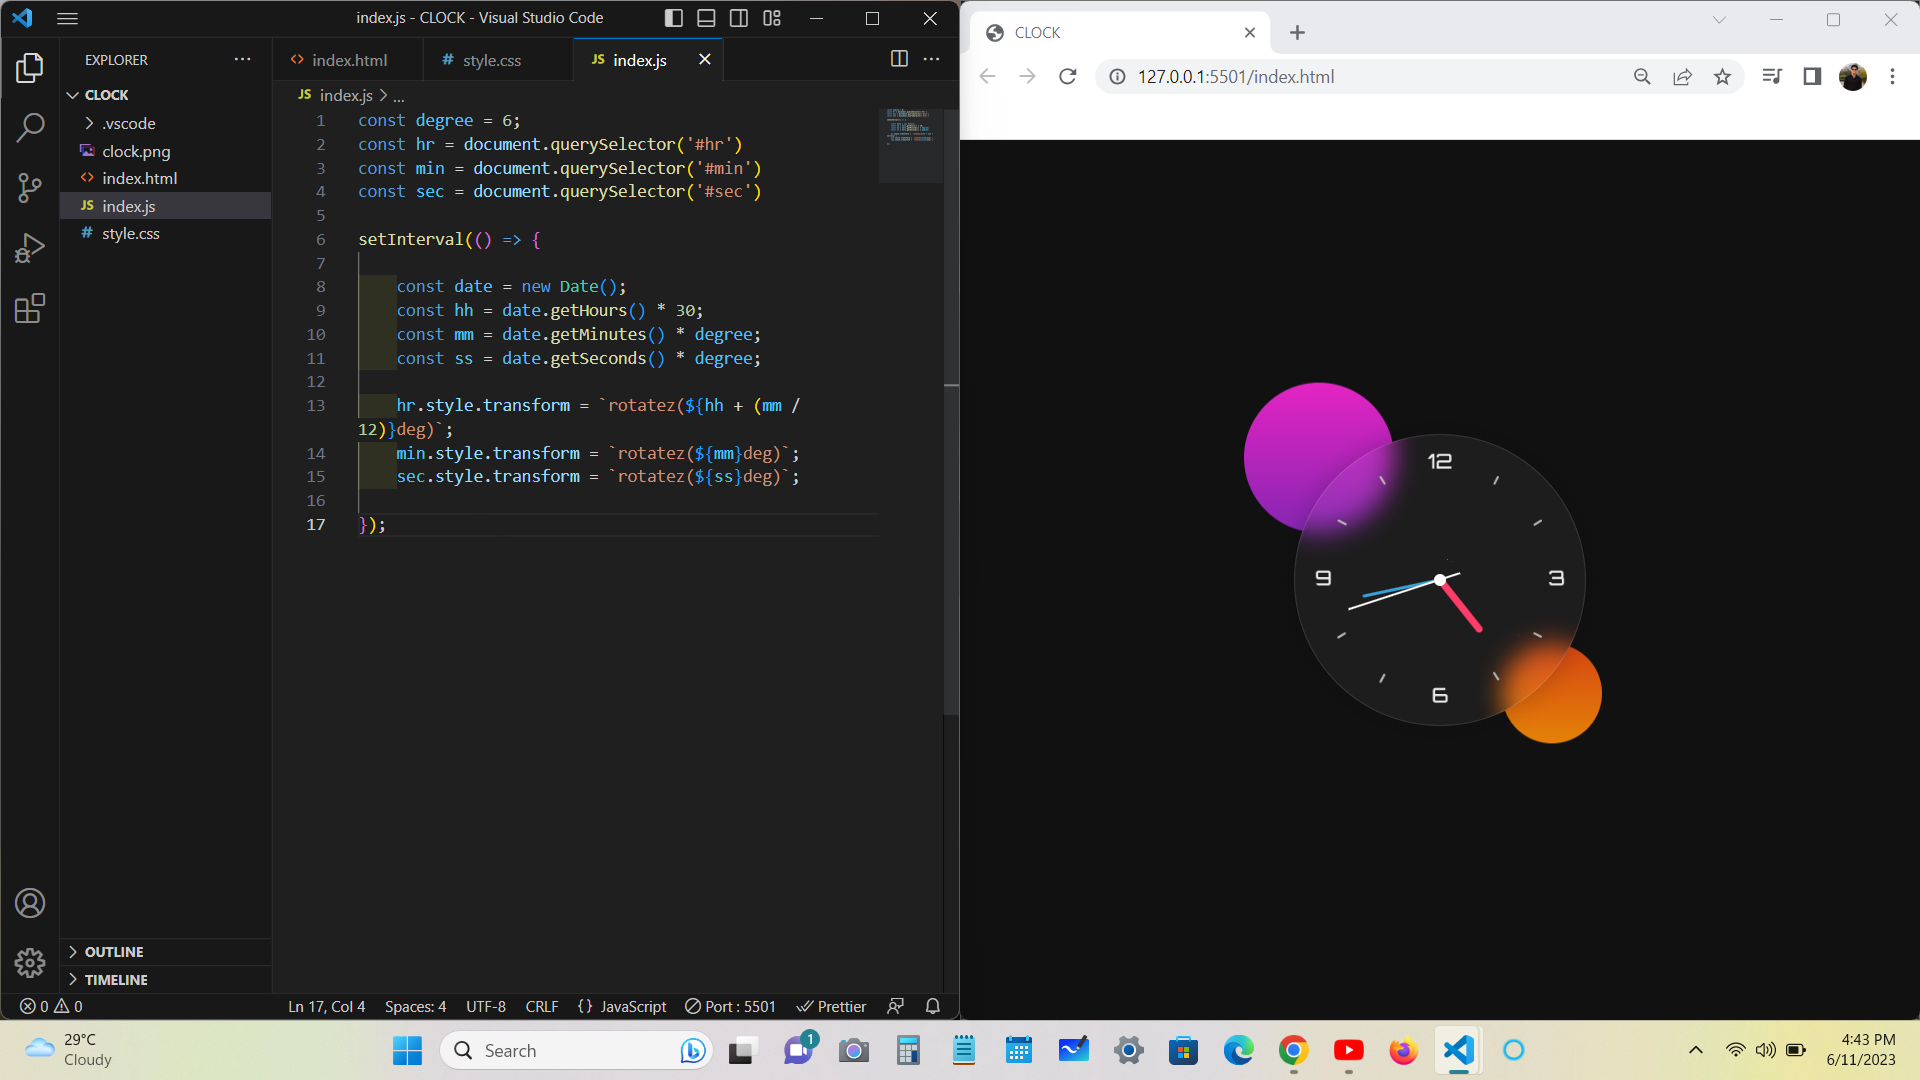 index.js - CLOCK - Visual Studio Code
EXPLORER
CLOCK
.vscode
clock.png
<> index.html
JS index.js
# style.css
OUTLINE
TIMELINE
<> index.html
# style.css
JS index.js
JS index.js > ...
1 const degree = 6;
2 const hr = document.querySelector('#hr')
3 const min = document.querySelector('#min')
4 const sec = document.querySelector('#sec')
5
6 setInterval(() => {
7
8 const date = new Date();
9 const hh = date.getHours() * 30;
10 const mm = date.getMinutes() * degree;
11 const ss = date.getSeconds() * degree;
12
13 hr.style.transform = `rotatez(${hh + (mm /
12)}deg)`;
14 min.style.transform = `rotatez(${mm}deg)`;
15 sec.style.transform = `rotatez(${ss}deg)`;
16
17 });
0 0 Ln 17, Col 4 Spaces: 4 UTF-8 CRLF {} JavaScript Port : 5501 Prettier
CLOCK
127.0.0.1:5501/index.html
12
9 3
6
29°C
Cloudy
Search
1
4:43 PM
6/11/2023